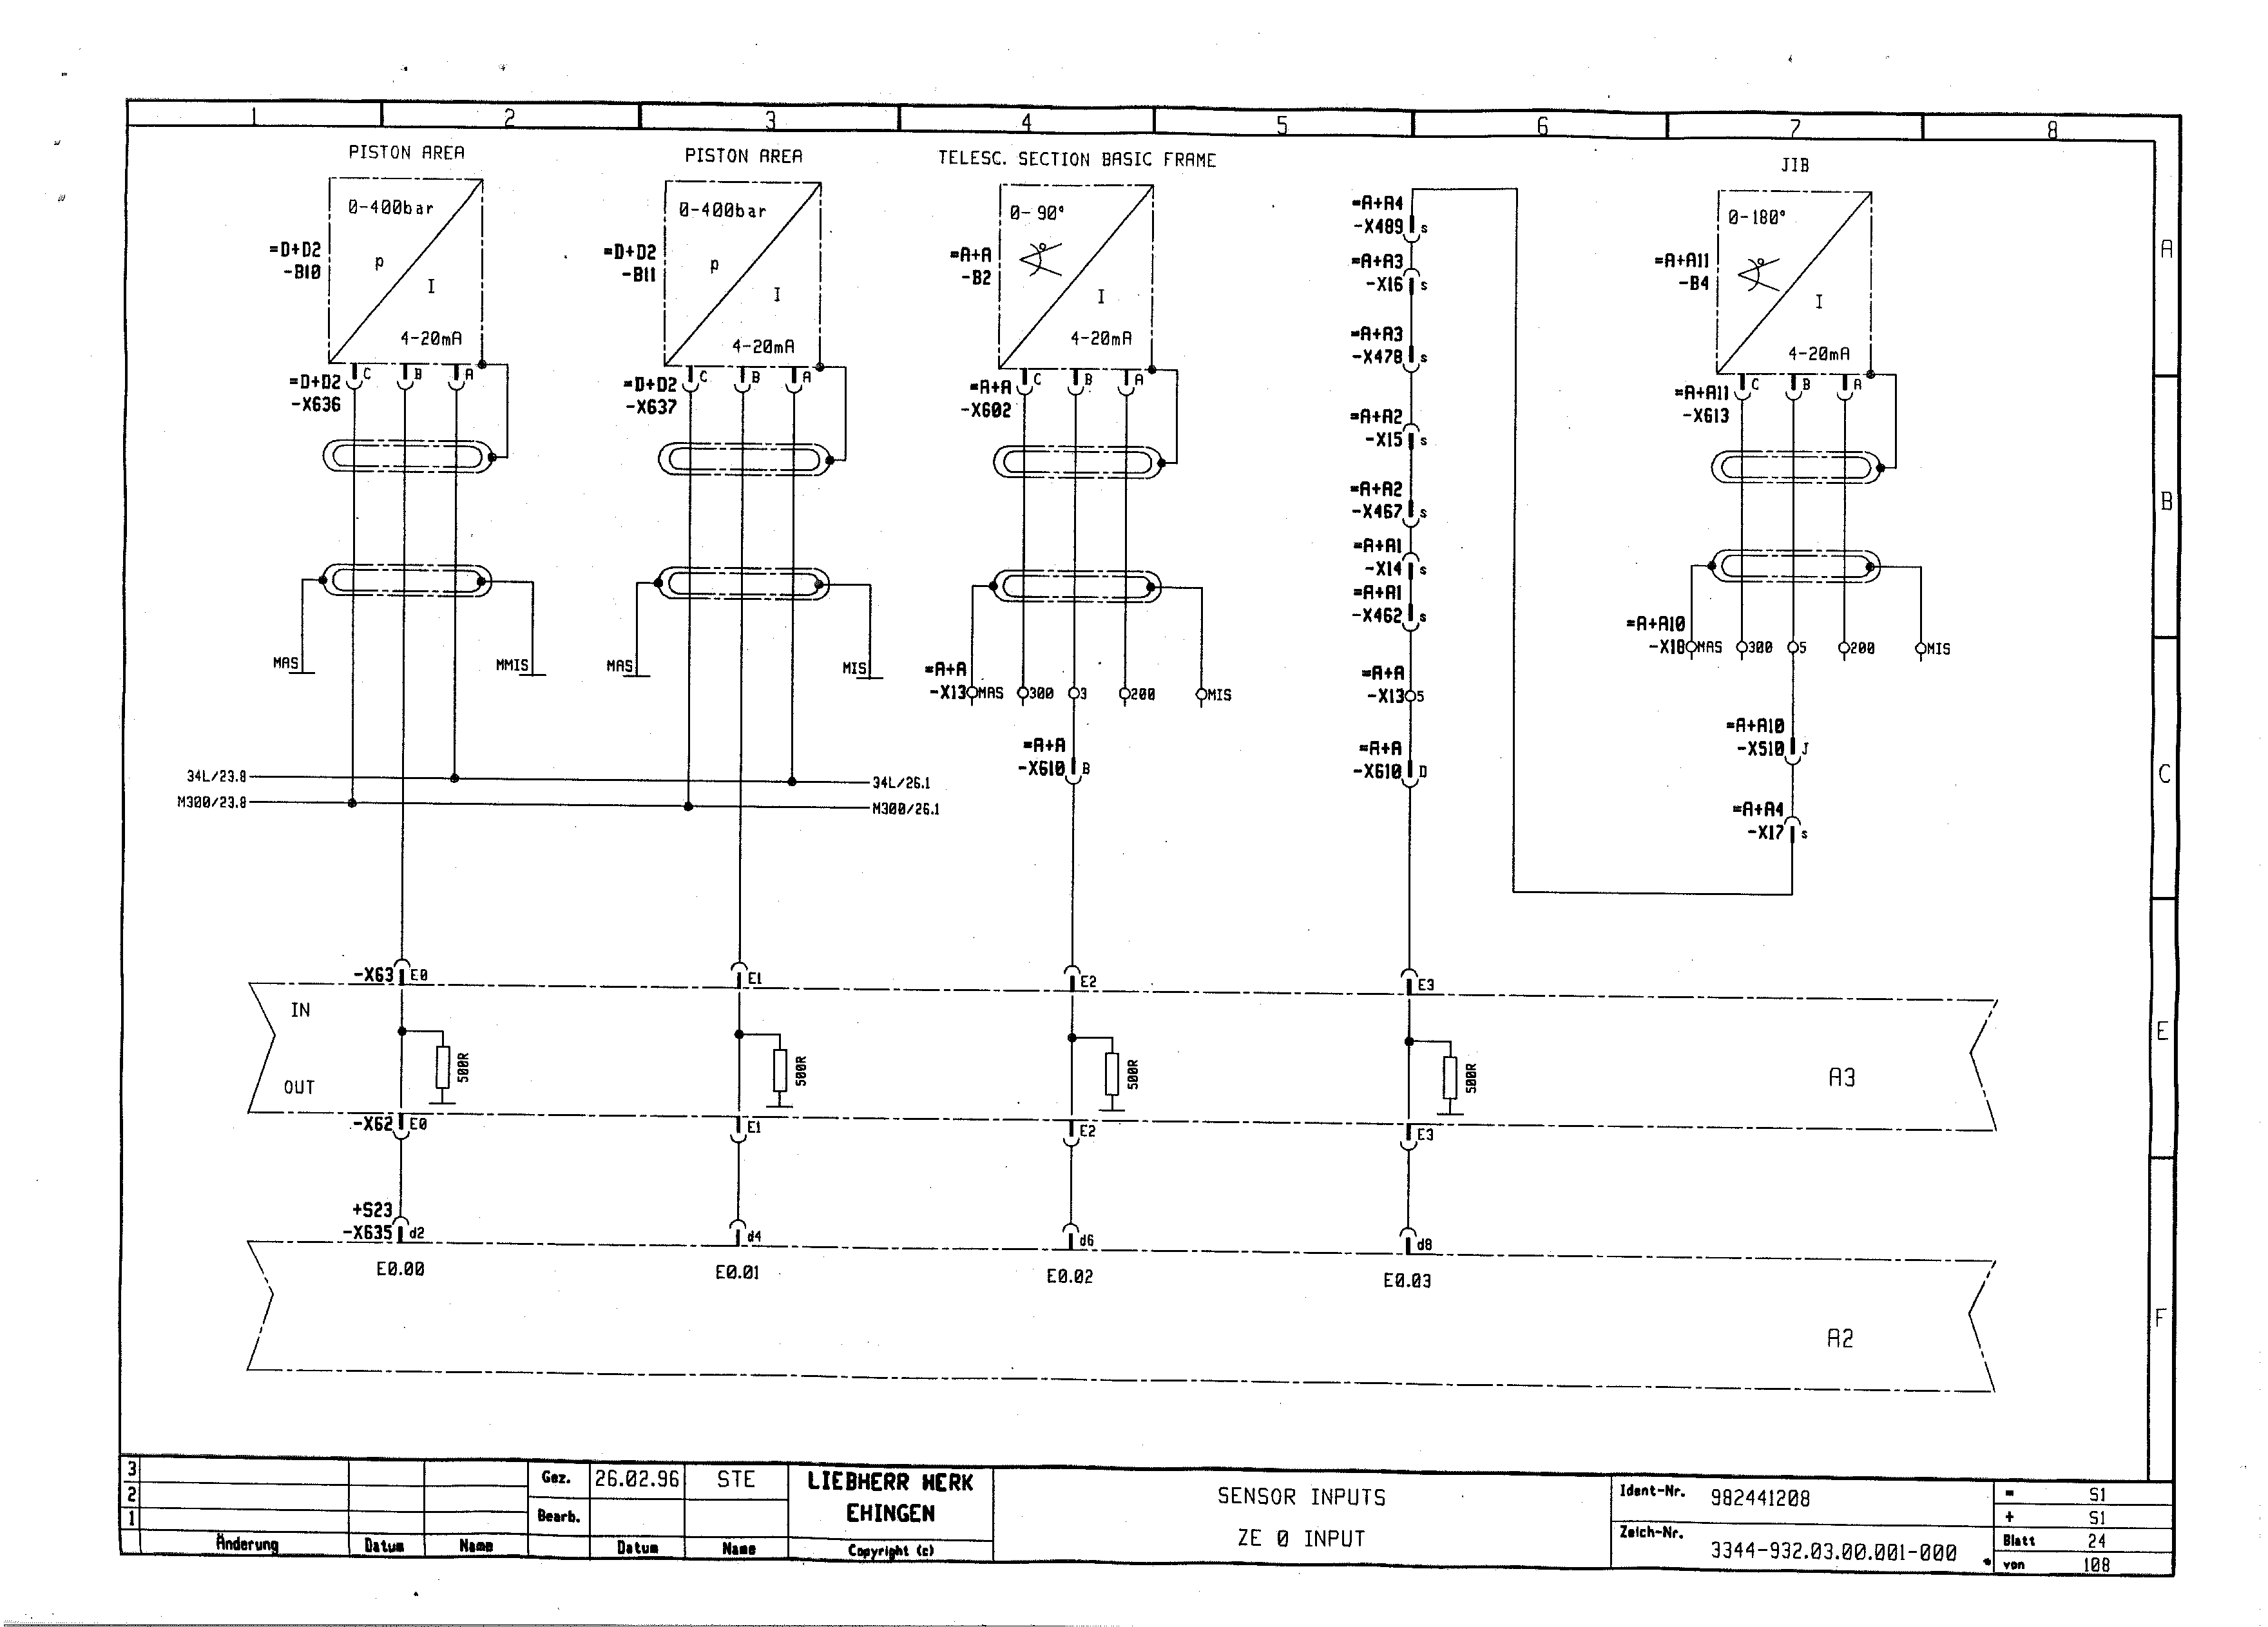 1 2 3 4 5 6 7 8
PISTON AREA
PISTON AREA
TELESC. SECTION BASIC FRAME
JIB
0-400bar
p
I
4-20mA
=D+D2
-B10
0-400bar
p
I
4-20mA
=D+D2
-B11
0-90°
I
4-20mA
=A+A
-B2
0-180°
I
4-20mA
=A+A11
-B4
=D+D2
-X636
C B A
=D+D2
-X637
C B A
=A+A
-X602
C B A
=A+A11
-X613
C B A
=A+A4
-X489 s
=A+A3
-X16 s
=A+A3
-X478 s
=A+A2
-X15 s
=A+A2
-X467 s
=A+A1
-X14 s
=A+A1
-X462 s
=A+A
-X13 5
=A+A
-X610 D
MAS MMIS
MAS MIS
=A+A
-X13 MAS 300 3 200 MIS
=A+A
-X610 B
=A+A10
-X18 MAS 300 5 200 MIS
=A+A10
-X510 J
=A+A4
-X17 s
34L/23.8 34L/26.1
M300/23.8 M300/26.1
A
B
C
E
F
-X63 E0 E1 E2 E3
IN
500R 500R 500R 500R
A3
OUT
-X62 E0 E1 E2 E3
+S23
-X635 d2 d4 d6 d8
E0.00 E0.01 E0.02 E0.03
A2
3
2
1
Änderung Datum Name
Gez. 26.02.96 STE
Bearb.
Datum Name
LIEBHERR WERK
EHINGEN
Copyright (c)
SENSOR INPUTS
ZE 0 INPUT
Ident-Nr. 982441208
Zeich-Nr. 3344-932.03.00.001-000 *
= S1
+ S1
Blatt 24
von 108